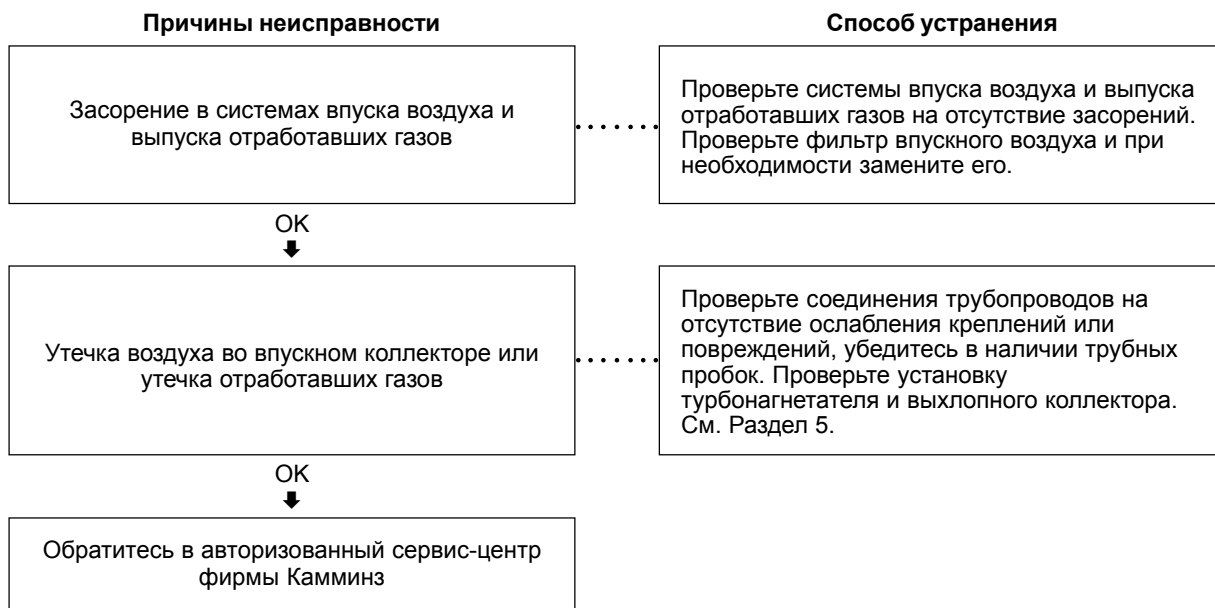 Причины неисправности
Способ устранения
Засорение в системах впуска воздуха и
выпуска отработавших газов
Проверьте системы впуска воздуха и выпуска
отработавших газов на отсутствие засорений.
Проверьте фильтр впускного воздуха и при
необходимости замените его.
OK
Утечка воздуха во впускном коллекторе или
утечка отработавших газов
Проверьте соединения трубопроводов на
отсутствие ослабления креплений или
повреждений, убедитесь в наличии трубных
пробок. Проверьте установку
турбонагнетателя и выхлопного коллектора.
См. Раздел 5.
OK
Обратитесь в авторизованный сервис-центр
фирмы Камминз